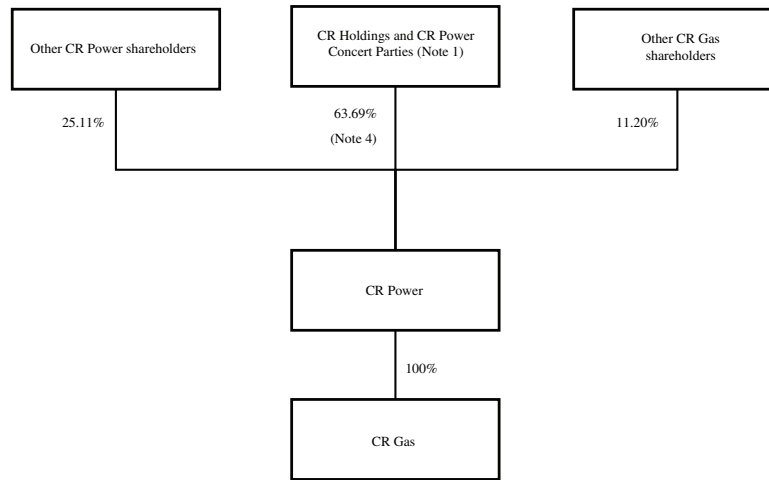 Other CR Power shareholders
CR Holdings and CR Power
Concert Parties (Note 1)
Other CR Gas
shareholders
25.11%
63.69%
(Note 4)
11.20%
CR Power
100%
CR Gas